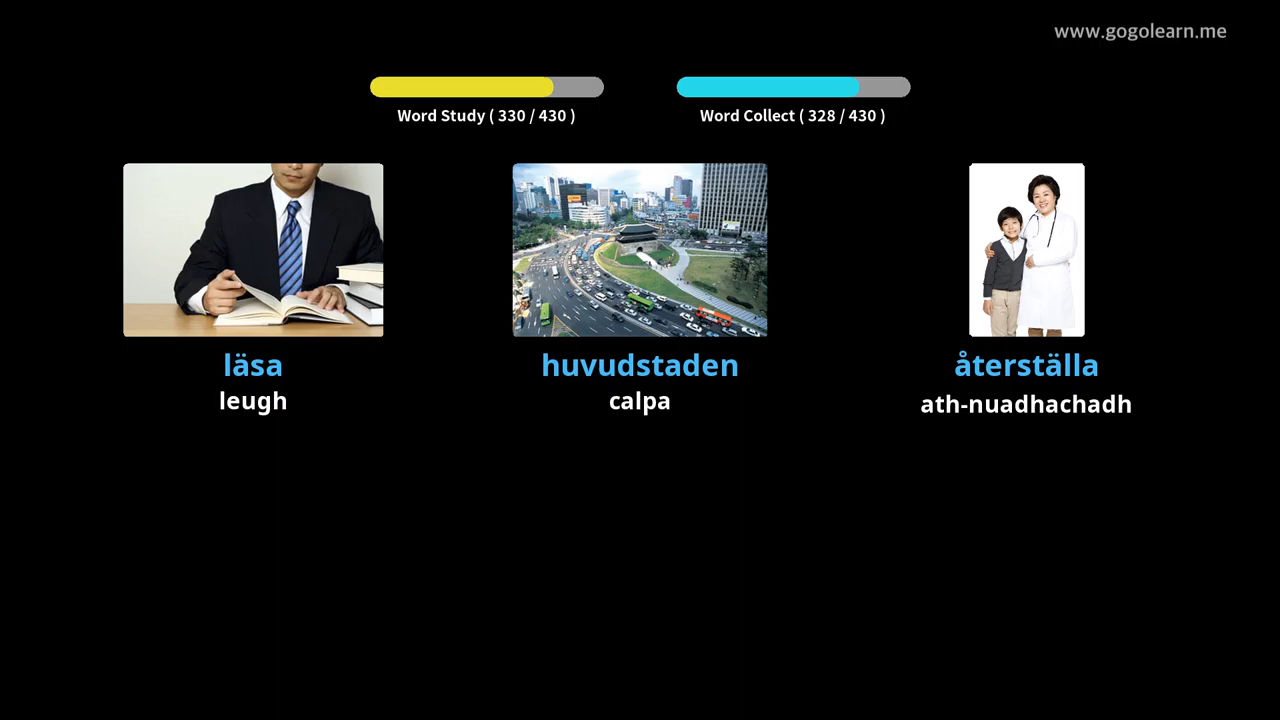 www.gogolearn.me
Word Study ( 330 / 430 )
Word Collect ( 328 / 430 )
läsa
leugh
huvudstaden
calpa
återställa
ath-nuadhachadh